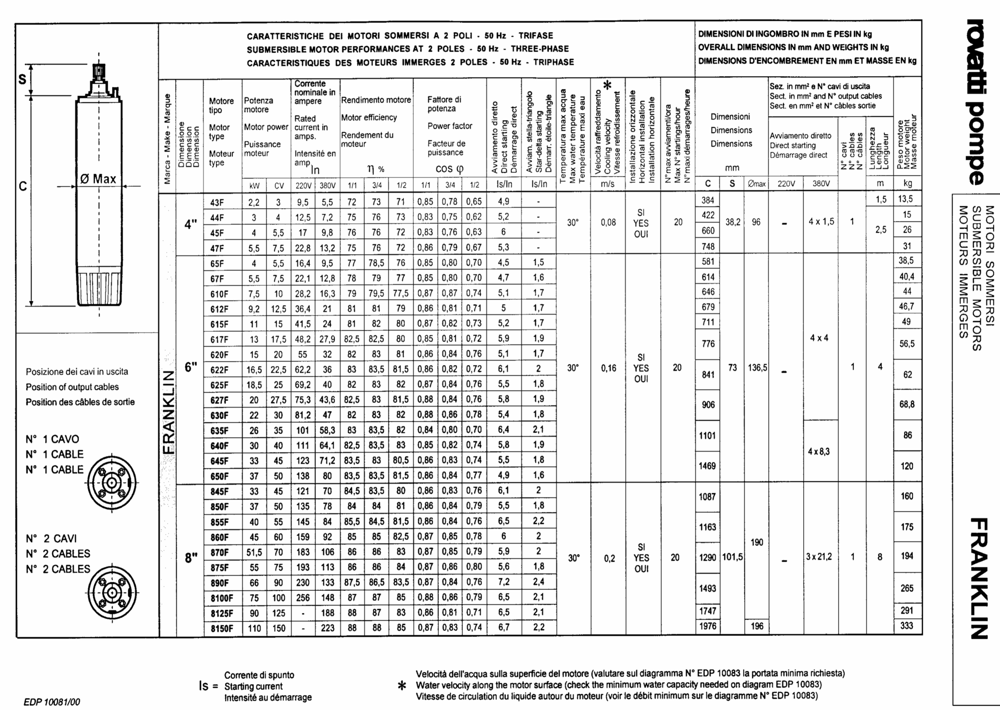 CARATTERISTICHE DEI MOTORI SOMMERSI A 2 POLI - 50 Hz - TRIFASE
SUBMERSIBLE MOTOR PERFORMANCES AT 2 POLES - 50 Hz - THREE-PHASE
CARACTERISTIQUES DES MOTEURS IMMERGES 2 POLES - 50 Hz - TRIPHASE
DIMENSIONI DI INGOMBRO IN mm E PESI IN kg
OVERALL DIMENSIONS IN mm AND WEIGHTS IN kg
DIMENSIONS D'ENCOMBREMENT EN mm ET MASSE EN kg
S
C
Ø Max
Marca - Make - Marque
Dimensione
Dimension
Dimension
Motore
tipo
Motor
type
Moteur
type
Potenza
motore
Motor power
Puissance
moteur
Corrente
nominale in
ampere
Rated
current in
amps.
Intensité en
amp.
In
Rendimento motore
Motor efficiency
Rendement du
moteur
η %
Fattore di
potenza
Power factor
Facteur de
puissance
cos φ
Avviamento diretto
Direct starting
Démarrage direct
Avviam. stella-triangolo
Star-delta starting
Démarr. étoile-triangle
Temperatura max acqua
Max water temperature
Température maxi eau
*
Velocità raffreddamento
Cooling velocity
Vitesse refroidissement
Installazione orizzontale
Horizontal installation
Installation horizontale
N°max avviamenti/ora
Max N° startings/hour
N°maxi démarrages/heure
Dimensioni
Dimensions
Dimensions
mm
Sez. in mm² e N° cavi di uscita
Sect. in mm² and N° output cables
Sect. en mm² et N° câbles sortie
Avviamento diretto
Direct starting
Démarrage direct
N° cavi
N° cables
N° câbles
Lunghezza
Length
Longueur
Peso motore
Motor weight
Masse moteur
kW CV 220V 380V 1/1 3/4 1/2 1/1 3/4 1/2 Is/In Is/In m/s C S Ømax 220V 380V m kg
FRANKLIN
4"
43F 2,2 3 9,5 5,5 72 73 71 0,85 0,78 0,65 4,9 - 384 1,5 13,5
44F 3 4 12,5 7,2 75 76 73 0,83 0,75 0,62 5,2 - 422 15
30° 0,08 SI YES OUI 20 38,2 96 – 4 x 1,5 1
45F 4 5,5 17 9,8 76 76 72 0,83 0,76 0,63 6 - 660 2,5 26
47F 5,5 7,5 22,8 13,2 75 76 72 0,86 0,79 0,67 5,3 - 748 31
6"
65F 4 5,5 16,4 9,5 77 78,5 76 0,85 0,80 0,70 4,5 1,5 581 38,5
67F 5,5 7,5 22,1 12,8 78 79 77 0,85 0,80 0,70 4,7 1,6 614 40,4
610F 7,5 10 28,2 16,3 79 79,5 77,5 0,87 0,87 0,74 5,1 1,7 646 44
612F 9,2 12,5 36,4 21 81 81 79 0,86 0,81 0,71 5 1,7 679 46,7
615F 11 15 41,5 24 81 82 80 0,87 0,82 0,73 5,2 1,7 711 49
617F 13 17,5 48,2 27,9 82,5 82,5 80 0,85 0,81 0,72 5,9 1,9 776 4 x 4 56,5
620F 15 20 55 32 82 83 81 0,86 0,84 0,76 5,1 1,7
622F 16,5 22,5 62,2 36 83 83,5 81,5 0,86 0,82 0,72 6,1 2 30° 0,16 SI YES OUI 20 841 73 136,5 – 1 4 62
625F 18,5 25 69,2 40 82 83 82 0,87 0,84 0,76 5,5 1,8
627F 20 27,5 75,3 43,6 82,5 83 81,5 0,88 0,84 0,76 5,8 1,9 906 68,8
630F 22 30 81,2 47 82 83 82 0,88 0,86 0,78 5,4 1,8
635F 26 35 101 58,3 83 83,5 82 0,84 0,80 0,70 6,4 2,1 1101 86
640F 30 40 111 64,1 82,5 83,5 83 0,85 0,82 0,74 5,8 1,9 4 x 8,3
645F 33 45 123 71,2 83,5 83 80,5 0,86 0,83 0,74 5,5 1,8 1469 120
650F 37 50 138 80 83,5 83,5 81,5 0,86 0,84 0,77 4,9 1,6
8"
845F 33 45 121 70 84,5 83,5 80 0,86 0,83 0,76 6,1 2 1087 160
850F 37 50 135 78 84 84 81 0,86 0,84 0,79 5,5 1,8
855F 40 55 145 84 85,5 84,5 81,5 0,86 0,84 0,76 6,5 2,2 1163 175
860F 45 60 159 92 85 85 82,5 0,87 0,85 0,78 6 2 190
870F 51,5 70 183 106 86 86 83 0,87 0,85 0,79 5,9 2 30° 0,2 SI YES OUI 20 1290 101,5 – 3 x 21,2 1 8 194
875F 55 75 193 113 86 86 84 0,87 0,86 0,80 5,6 1,8
890F 66 90 230 133 87,5 86,5 83,5 0,87 0,84 0,76 7,2 2,4 1493 265
8100F 75 100 256 148 87 87 85 0,88 0,86 0,79 6,5 2,1
8125F 90 125 - 188 88 87 83 0,86 0,81 0,71 6,5 2,1 1747 291
8150F 110 150 - 223 88 88 85 0,87 0,83 0,74 6,7 2,2 1976 196 333
Posizione dei cavi in uscita
Position of output cables
Position des câbles de sortie
N° 1 CAVO
N° 1 CABLE
N° 1 CABLE
N° 2 CAVI
N° 2 CABLES
N° 2 CABLES
Is =
Corrente di spunto
Starting current
Intensité au démarrage
*
Velocità dell'acqua sulla superficie del motore (valutare sul diagramma N° EDP 10083 la portata minima richiesta)
Water velocity along the motor surface (check the minimum water capacity needed on diagram EDP 10083)
Vitesse de circulation du liquide autour du moteur (voir le débit minimum sur le diagramme N° EDP 10083)
EDP 10081/00
rovatti pompe
MOTORI SOMMERSI
SUBMERSIBLE MOTORS
MOTEURS IMMERGES
FRANKLIN